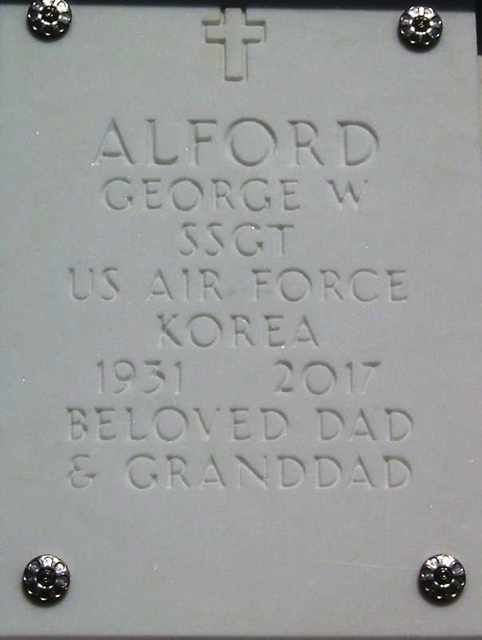 ALFORD
GEORGE W
SSGT
US AIR FORCE
KOREA
1931 2017
BELOVED DAD
& GRANDDAD